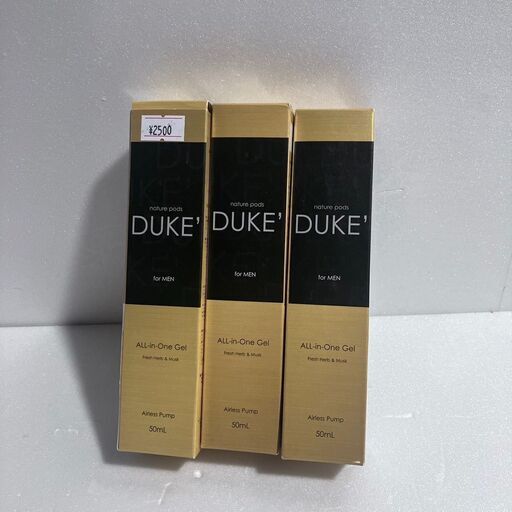 ¥2500
nature pods
DUKE'
for MEN
ALL-in-One Gel
Fresh Herb & Musk
Airless Pump
50mL
nature pods
DUKE'
for MEN
ALL-in-One Gel
Fresh Herb & Musk
Airless Pump
50mL
nature pods
DUKE'
for MEN
ALL-in-One Gel
Fresh Herb & Musk
Airless Pump
50mL